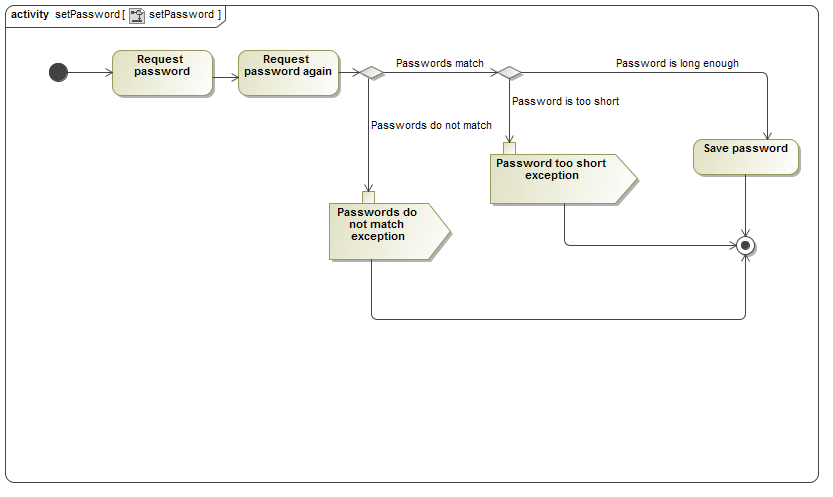 activity setPassword [ setPassword ]
Request
password
Request
password again
Passwords match
Password is long enough
Password is too short
Passwords do not match
Save password
Password too short
exception
Passwords do
not match
exception